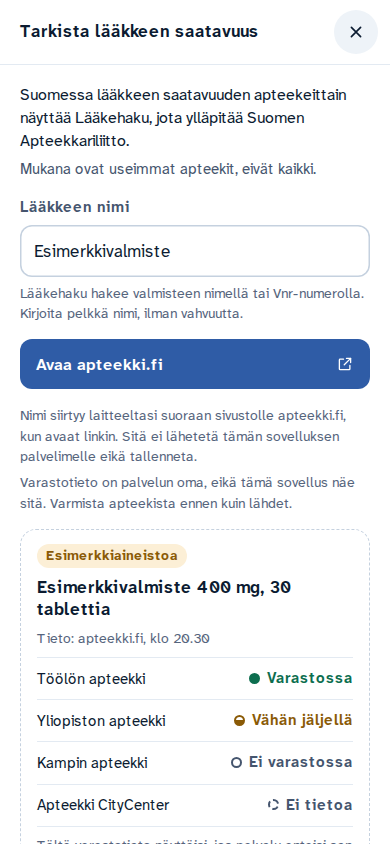 Tarkista lääkkeen saatavuus
Suomessa lääkkeen saatavuuden apteekeittain
näyttää Lääkehaku, jota ylläpitää Suomen
Apteekkariliitto.
Mukana ovat useimmat apteekit, eivät kaikki.
Lääkkeen nimi
Esimerkkivalmiste
Lääkehaku hakee valmisteen nimellä tai Vnr-numerolla.
Kirjoita pelkkä nimi, ilman vahvuutta.
Avaa apteekki.fi
Nimi siirtyy laitteeltasi suoraan sivustolle apteekki.fi,
kun avaat linkin. Sitä ei lähetetä tämän sovelluksen
palvelimelle eikä tallenneta.
Varastotieto on palvelun oma, eikä tämä sovellus näe
sitä. Varmista apteekista ennen kuin lähdet.
Esimerkkiaineistoa
Esimerkkivalmiste 400 mg, 30
tablettia
Tieto: apteekki.fi, klo 20.30
Töölön apteekki Varastossa
Yliopiston apteekki Vähän jäljellä
Kampin apteekki Ei varastossa
Apteekki CityCenter Ei tietoa